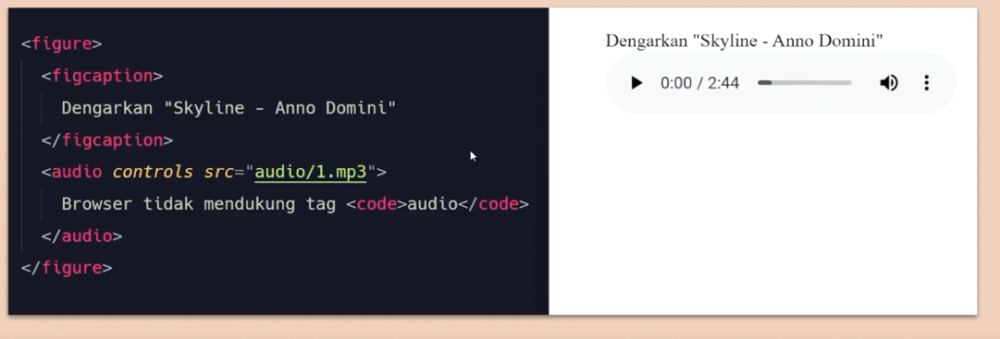 <figure>
<figcaption>
Dengarkan "Skyline - Anno Domini"
</figcaption>
<audio controls src="audio/1.mp3">
Browser tidak mendukung tag <code>audio</code>
</audio>
</figure>
Dengarkan "Skyline - Anno Domini"
0:00 / 2:44